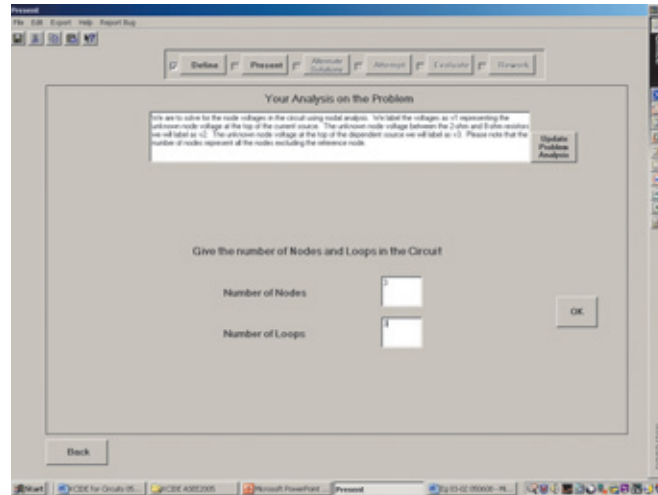 Present
File Edit Export Help Report Bug
Define Present Alternate Solutions Attempt Evaluate Rework
Your Analysis on the Problem
We are to solve for the node voltages in the circuit using nodal analysis. We label the voltages as v1 representing the
unknown node voltage at the top of the current source. The unknown node voltage between the 2 ohm and 8 ohm resistors
we will label as v2. The unknown node voltage at the top of the dependent source we will label as v3. Please note that the
number of nodes represent all the nodes excluding the reference node.
Update
Problem
Analysis
Give the number of Nodes and Loops in the Circuit
Number of Nodes
3
Number of Loops
OK
Back
Start KCIDE for Circuits 05... KCIDE ASEE2005 Microsoft PowerPoint ... Present